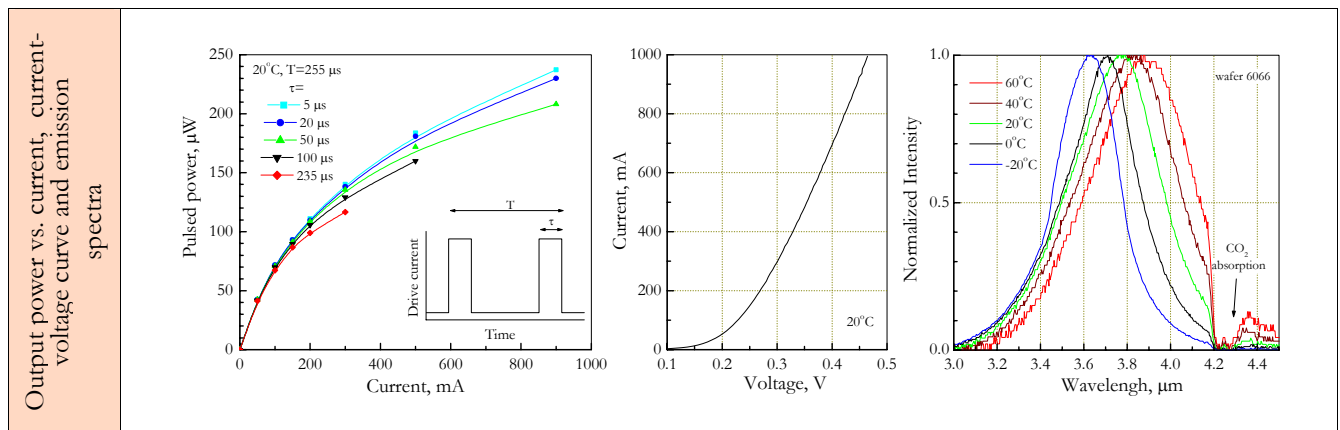 Output power vs. current, current-
voltage curve and emission
spectra
250
200
150
100
50
0
Pulsed power, μW
20°C, T=255 μs
τ=
5 μs
20 μs
50 μs
100 μs
235 μs
T
τ
Drive current
Time
0 200 400 600 800 1000
Current, mA
1000
800
600
400
200
0
Current, mA
20°C
0.1 0.2 0.3 0.4 0.5
Voltage, V
1.0
0.5
0.0
Normalized Intensity
wafer 6066
60°C
40°C
20°C
0°C
-20°C
CO2
absorption
3.0 3.2 3.4 3.6 3.8 4.0 4.2 4.4
Wavelengh, μm